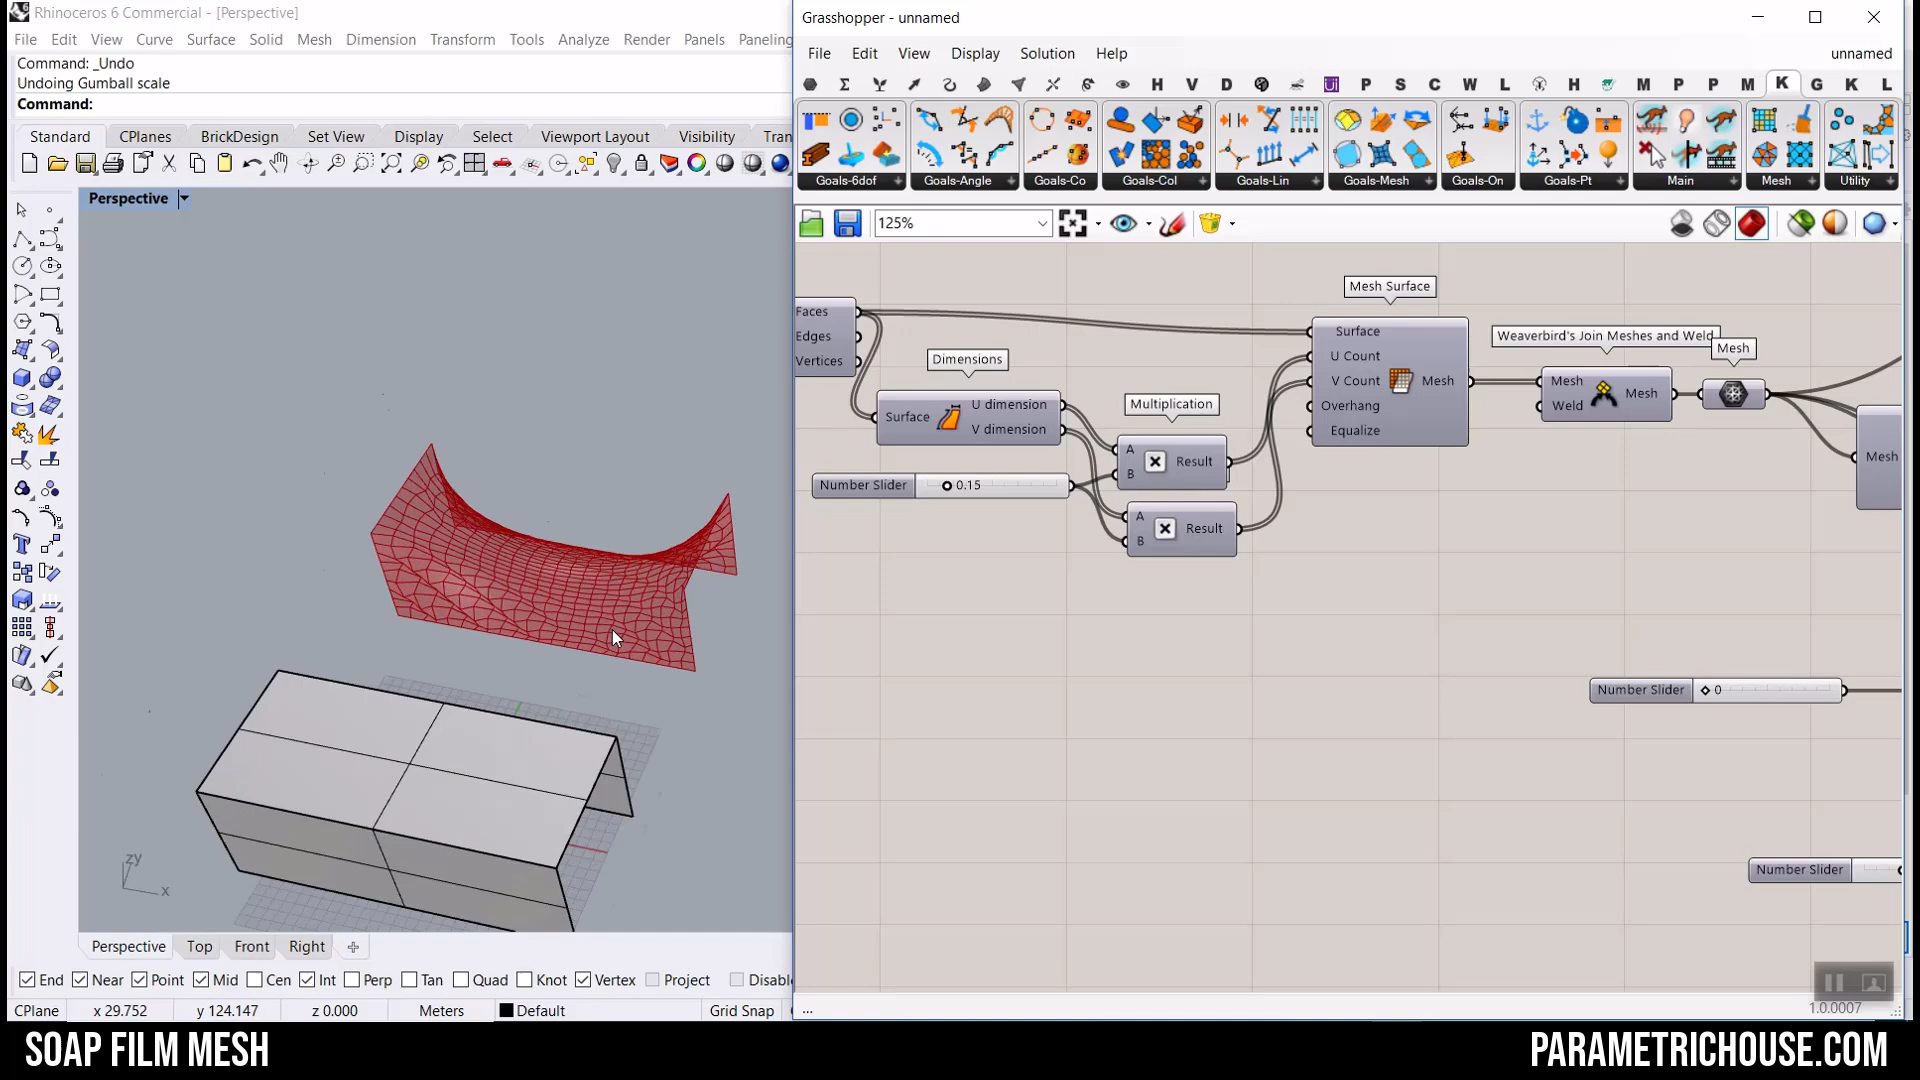 Rhinoceros 6 Commercial - [Perspective]
File Edit View Curve Surface Solid Mesh Dimension Transform Tools Analyze Render Panels Paneling
Command: _Undo
Undoing Gumball scale
Command:
Standard CPlanes BrickDesign Set View Display Select Viewport Layout Visibility Tran
Perspective
zy
x
Perspective Top Front Right
End Near Point Mid Cen Int Perp Tan Quad Knot Vertex Project Disable
CPlane x 29.752 y 124.147 z 0.000 Meters Default Grid Snap
Grasshopper - unnamed
File Edit View Display Solution Help unnamed
H V D Ui P S C W L H M P P M K G K L
Goals-6dof Goals-Angle Goals-Co Goals-Col Goals-Lin Goals-Mesh Goals-On Goals-Pt Main Mesh Utility
125%
Faces
Edges
Vertices
Dimensions
Surface U dimension
V dimension
Number Slider 0.15
Multiplication
A
B
Result
A
B
Result
Mesh Surface
Surface
U Count
V Count
Overhang
Equalize
Mesh
Weaverbird's Join Meshes and Weld
Mesh
Weld
Mesh
Mesh
Mesh
Number Slider 0
Number Slider
...
1.0.0007
SOAP FILM MESH
PARAMETRICHOUSE.COM